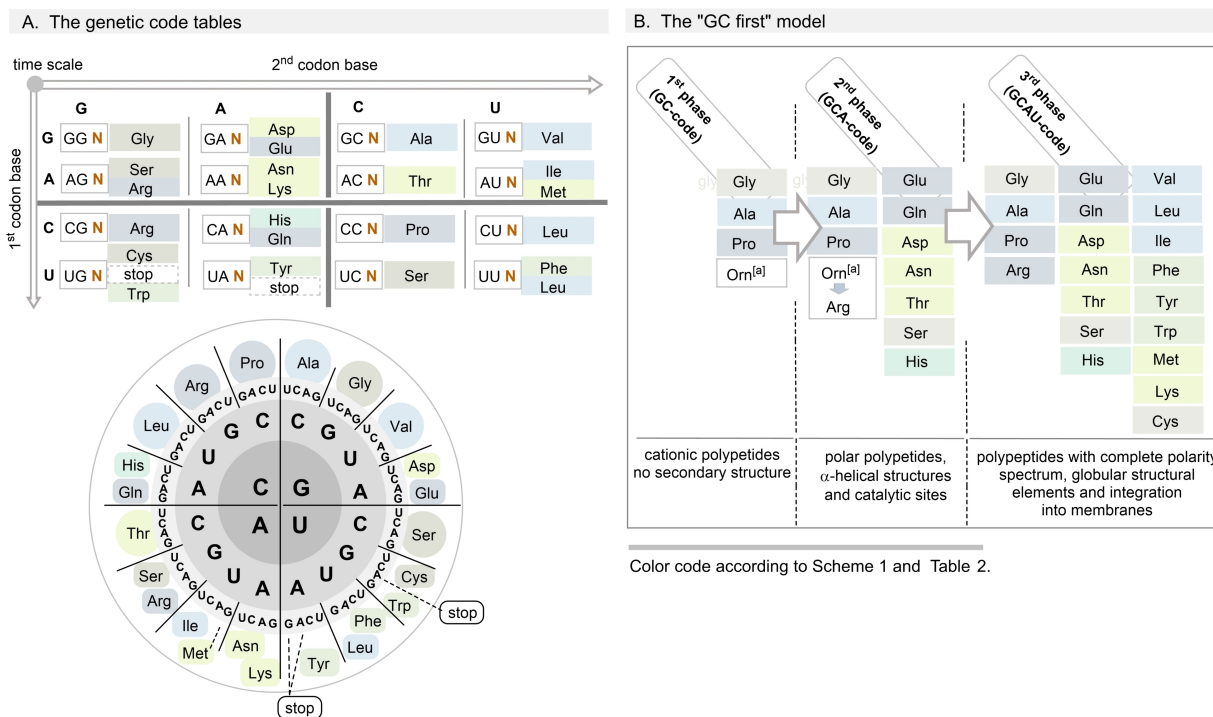 A. The genetic code tables
time scale
2nd codon base
1st codon base
G A C U
G GG N Gly GA N Asp Glu GC N Ala GU N Val
A AG N Ser Arg AA N Asn Lys AC N Thr AU N Ile Met
C CG N Arg CA N His Gln CC N Pro CU N Leu
U UG N Cys stop Trp UA N Tyr stop UC N Ser UU N Phe Leu
Pro
Ala
Arg
Gly
Leu
Val
His
Gln
Asp
Glu
Thr
Ser
Ser
Arg
Cys
Trp
Ile
Met
Phe
Leu
Asn
Lys
Tyr
stop
stop
C G
A U
C G U A
C G U A
C G U A
C G U A
B. The "GC first" model
1st phase
(GC-code)
2nd phase
(GCA-code)
3rd phase
(GCAU-code)
Gly
Ala
Pro
Orn[a]
Gly
Ala
Pro
Orn[a]
Arg
Glu
Gln
Asp
Asn
Thr
Ser
His
Gly
Ala
Pro
Arg
Glu
Gln
Asp
Asn
Thr
Ser
His
Val
Leu
Ile
Phe
Tyr
Trp
Met
Lys
Cys
cationic polypetides
no secondary structure
polar polypetides,
α-helical structures
and catalytic sites
polypeptides with complete polarity
spectrum, globular structural
elements and integration
into membranes
Color code according to Scheme 1 and Table 2.